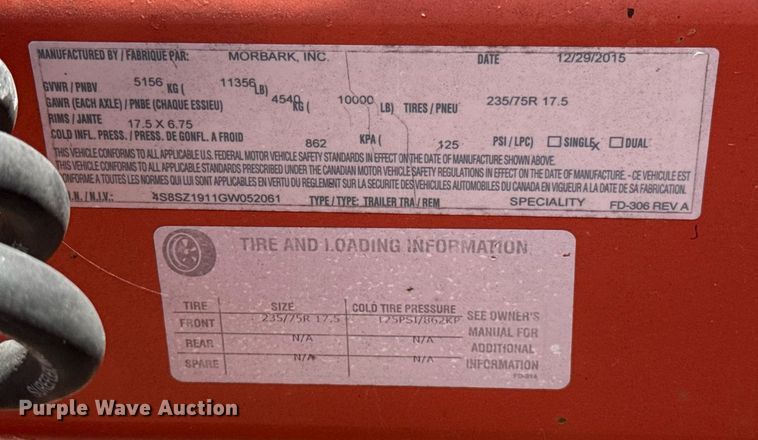 MANUFACTURED BY / FABRIQUE PAR: MORBARK, INC. DATE 12/29/2015
GVWR / PNBV 5156 KG ( 11356 LB)
GAWR (EACH AXLE) / PNBE (CHAQUE ESSIEU) 4540 KG ( 10000 LB) TIRES / PNEU 235/75R 17.5
RIMS / JANTE 17.5 X 6.75
COLD INFL. PRESS. / PRESS. DE GONFL. A FROID 862 KPA ( 125 PSI / LPC) SINGLE X DUAL
THIS VEHICLE CONFORMS TO ALL APPLICABLE U.S. FEDERAL MOTOR VEHICLE SAFETY STANDARDS IN EFFECT ON THE DATE OF MANUFACTURE SHOWN ABOVE.
THIS VEHICLE CONFORMS TO ALL APPLICABLE STANDARDS PRESCRIBED UNDER THE CANADIAN MOTOR VEHICLE SAFETY REGULATIONS IN EFFECT ON THE DATE OF MANUFACTURE. - CE VEHICULE EST
CONFORME A TOUTES LES NORMES QUI LUI SONT APPLICABLES EN VERTU DU REGLEMENT SUR LA SECURITE DES VEHICULES AUTOMOBILES DU CANADA EN VIGUEUR A LA DATE DE SA FABRICATION.
.I.N. / N.I.V.: 4S8SZ1911GW052061 TYPE / TYPE: TRAILER TRA / REM SPECIALITY FD-306 REV A
TIRE AND LOADING INFORMATION
TIRE SIZE COLD TIRE PRESSURE
FRONT 235/75R 17.5 125PSI/862KP
REAR N/A N/A
SPARE N/A N/A
SEE OWNER'S
MANUAL FOR
ADDITIONAL
INFORMATION
FD-314
Purple Wave Auction